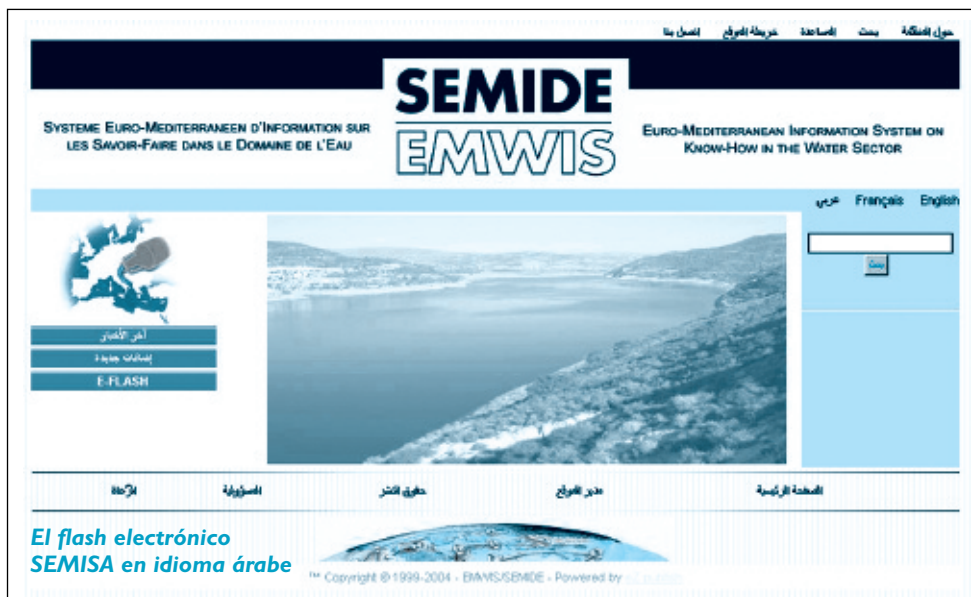 حول المنظمة   بحث   المساعدة   خريطة الموقع   اتصل بنا
SEMIDE
EMWIS
SYSTEME EURO-MEDITERRANEEN D'INFORMATION SUR
LES SAVOIR-FAIRE DANS LE DOMAINE DE L'EAU
EURO-MEDITERRANEAN INFORMATION SYSTEM ON
KNOW-HOW IN THE WATER SECTOR
عربي   Français   English
بحث
آخر الأخبار
إضافات جديدة
E-FLASH
الصفحة الرئيسية   مدير الموقع   حقوق النشر   المسؤولية
El flash electrónico
SEMISA en idioma árabe
™ Copyright © 1999-2004 - EMWIS/SEMIDE - Powered by